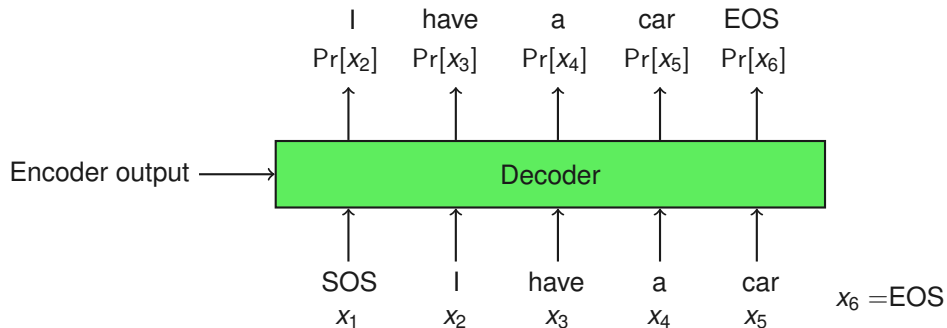 I have a car EOS
Pr[x₂] Pr[x₃] Pr[x₄] Pr[x₅] Pr[x₆]
Encoder output
Decoder
SOS I have a car
x₁ x₂ x₃ x₄ x₅
x₆ =EOS